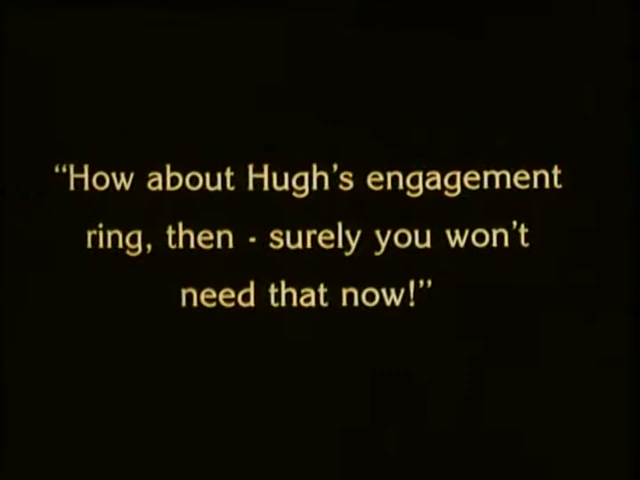 “How about Hugh’s engagement
ring, then - surely you won’t
need that now!”